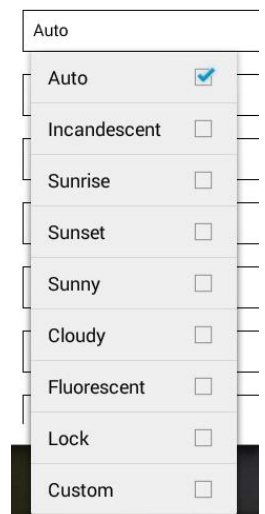 Auto
Auto
Incandescent
Sunrise
Sunset
Sunny
Cloudy
Fluorescent
Lock
Custom